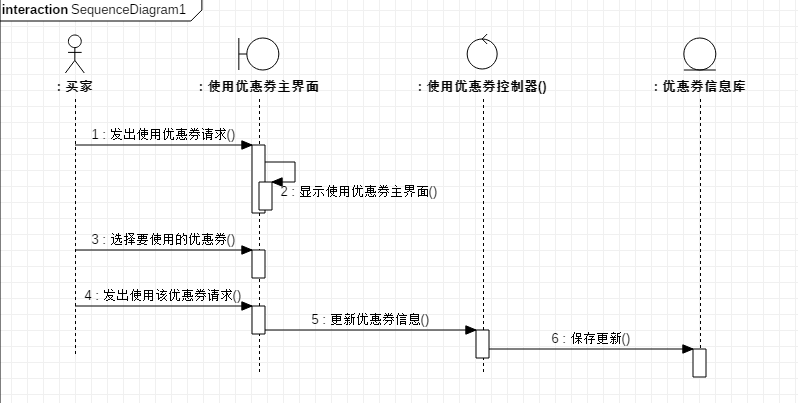 interaction SequenceDiagram1
: 买家
: 使用优惠券主界面
: 使用优惠券控制器()
: 优惠券信息库
1 : 发出使用优惠券请求()
2 : 显示使用优惠券主界面()
3 : 选择要使用的优惠券()
4 : 发出使用该优惠券请求()
5 : 更新优惠券信息()
6 : 保存更新()